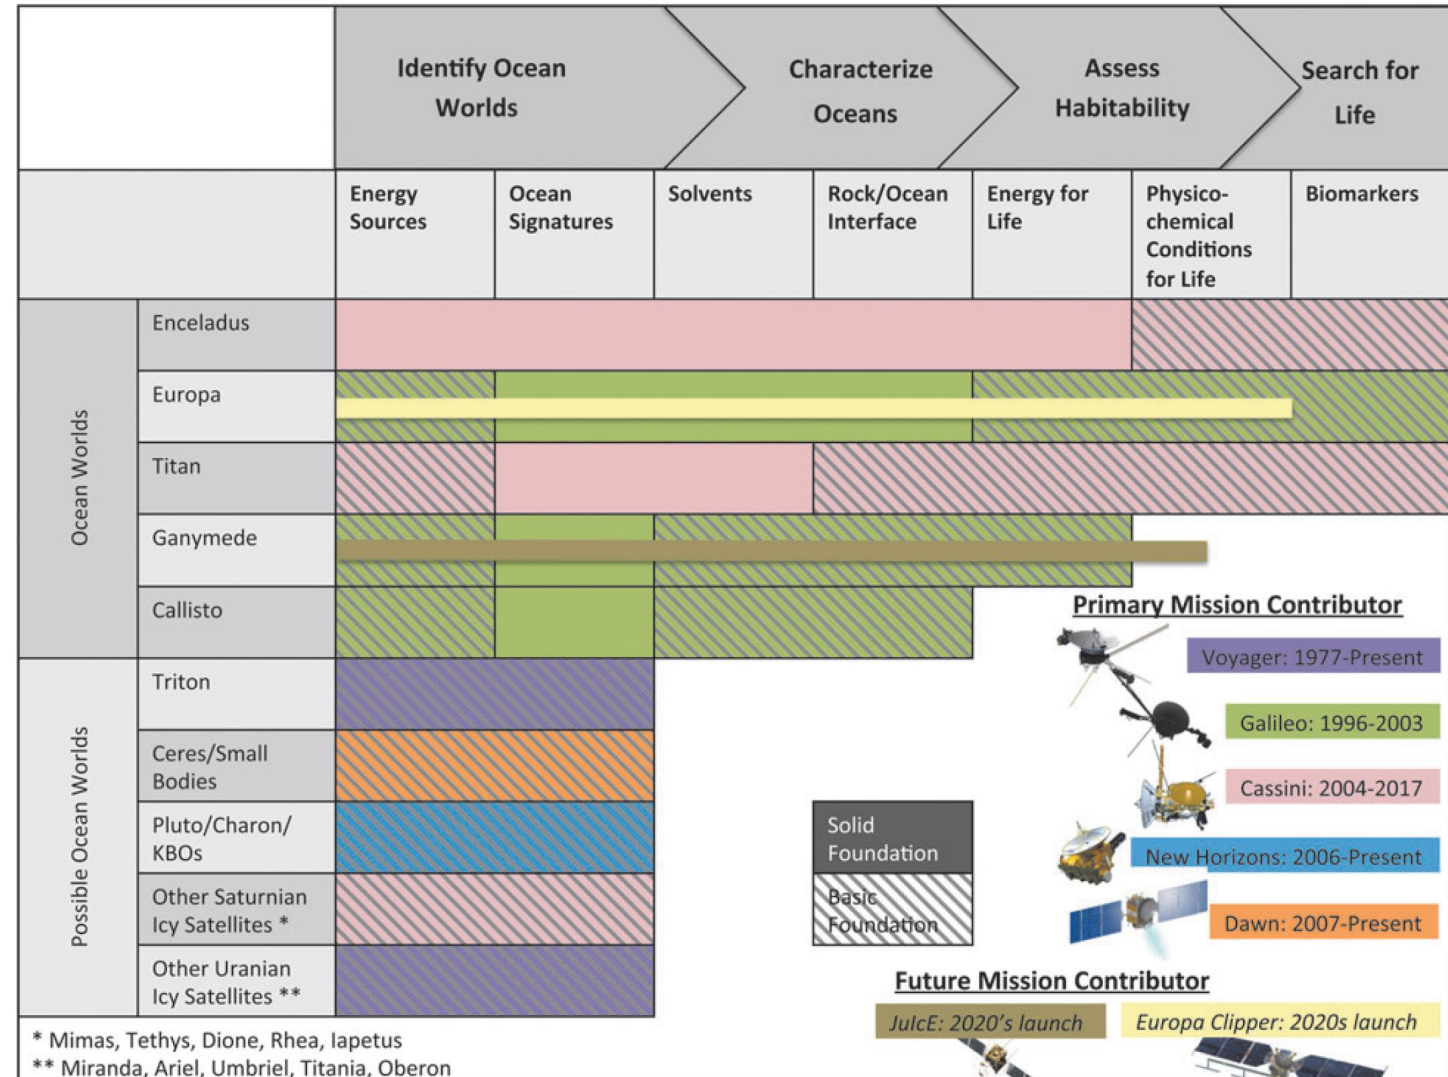 Identify Ocean
Worlds
Characterize
Oceans
Assess
Habitability
Search for
Life
Energy
Sources
Ocean
Signatures
Solvents
Rock/Ocean
Interface
Energy for
Life
Physico-
chemical
Conditions
for Life
Biomarkers
Ocean Worlds
Enceladus
Europa
Titan
Ganymede
Callisto
Possible Ocean Worlds
Triton
Ceres/Small
Bodies
Pluto/Charon/
KBOs
Other Saturnian
Icy Satellites *
Other Uranian
Icy Satellites **
Primary Mission Contributor
Voyager: 1977-Present
Galileo: 1996-2003
Cassini: 2004-2017
New Horizons: 2006-Present
Dawn: 2007-Present
Solid
Foundation
Basic
Foundation
Future Mission Contributor
JuIcE: 2020's launch
Europa Clipper: 2020s launch
* Mimas, Tethys, Dione, Rhea, Iapetus
** Miranda, Ariel, Umbriel, Titania, Oberon